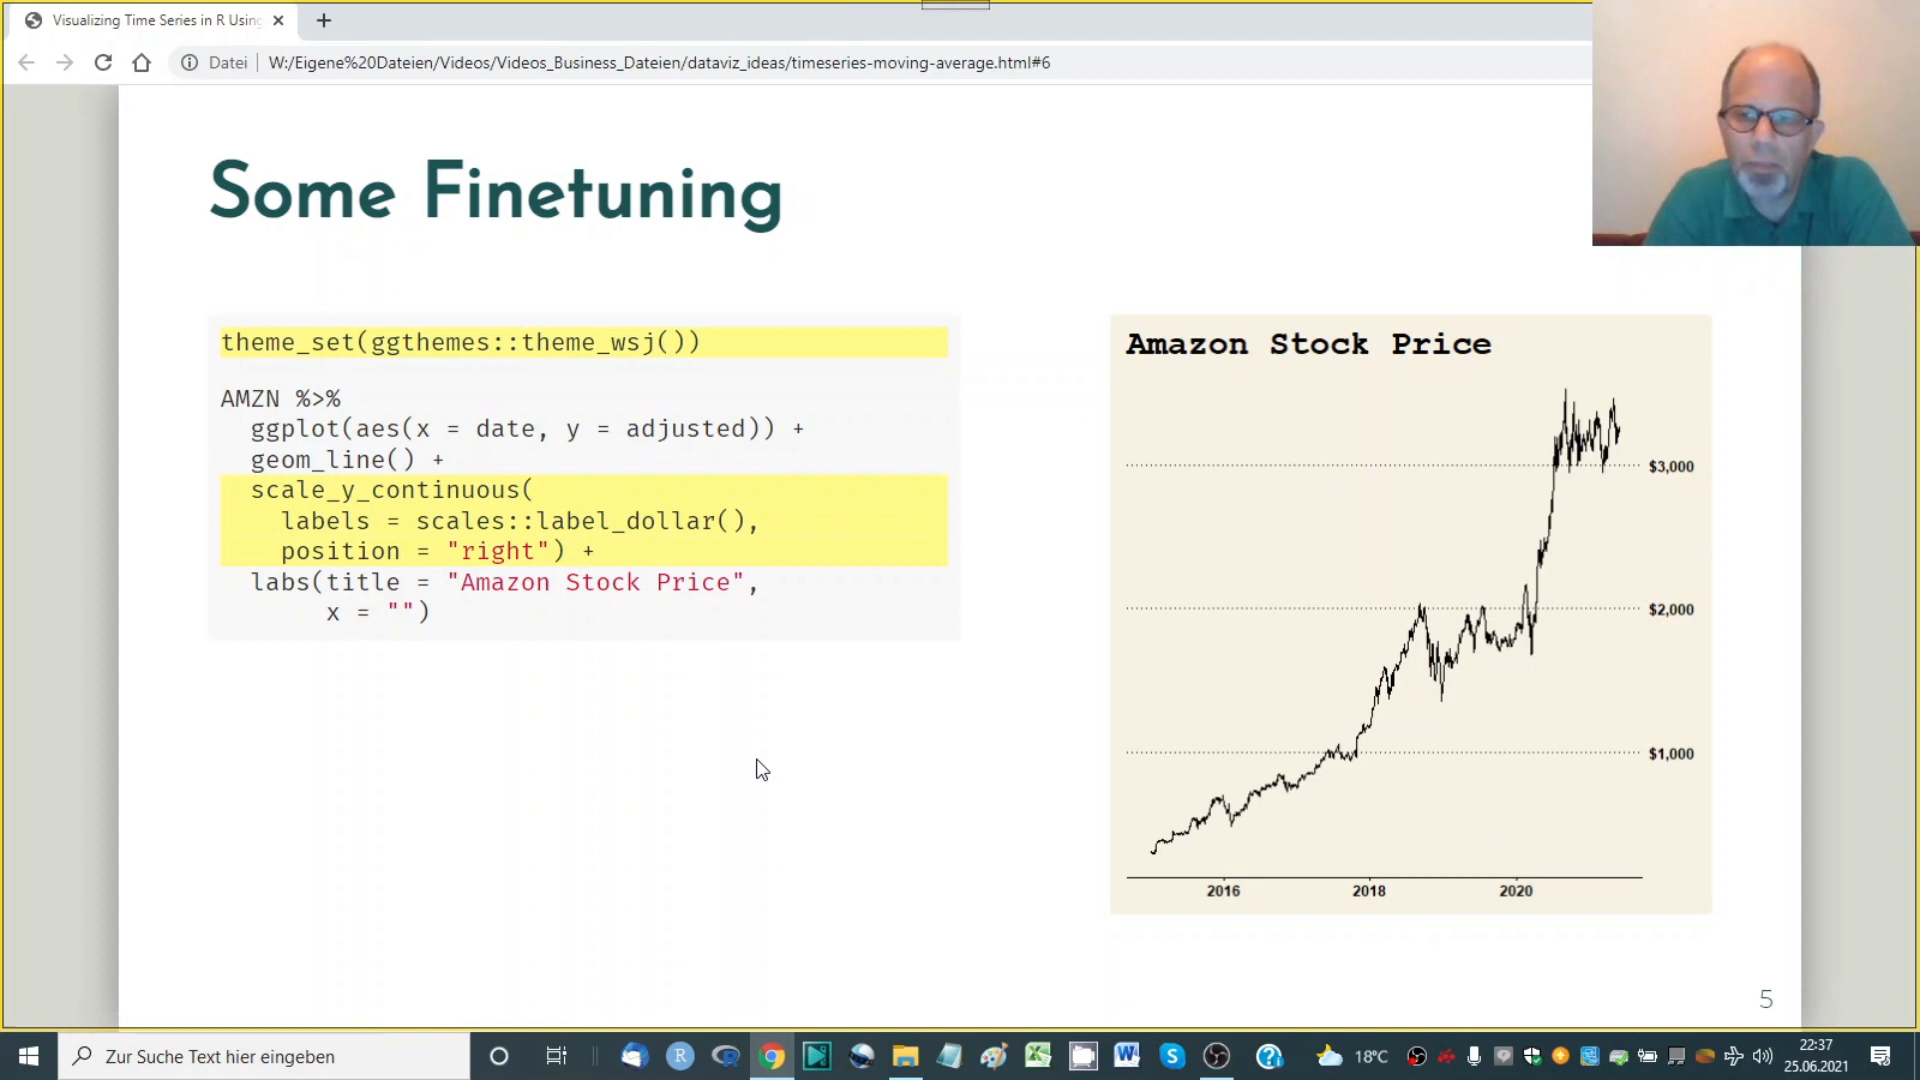 Visualizing Time Series in R Using
Datei
W:/Eigene%20Dateien/Videos/Videos_Business_Dateien/dataviz_ideas/timeseries-moving-average.html#6
Some Finetuning
theme_set(ggthemes::theme_wsj())
AMZN %>%
ggplot(aes(x = date, y = adjusted)) +
geom_line() +
scale_y_continuous(
labels = scales::label_dollar(),
position = "right") +
labs(title = "Amazon Stock Price",
x = "")
Amazon Stock Price
$3,000
$2,000
$1,000
2016 2018 2020
5
Zur Suche Text hier eingeben
18°C
22:37
25.06.2021